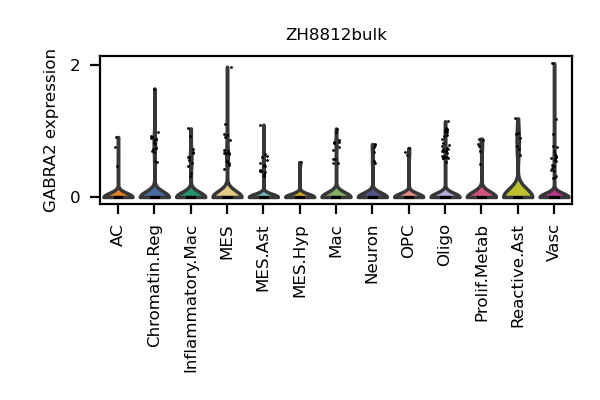 ZH8812bulk
GABRA2 expression
2
0
AC
Chromatin.Reg
Inflammatory.Mac
MES
MES.Ast
MES.Hyp
Mac
Neuron
OPC
Oligo
Prolif.Metab
Reactive.Ast
Vasc